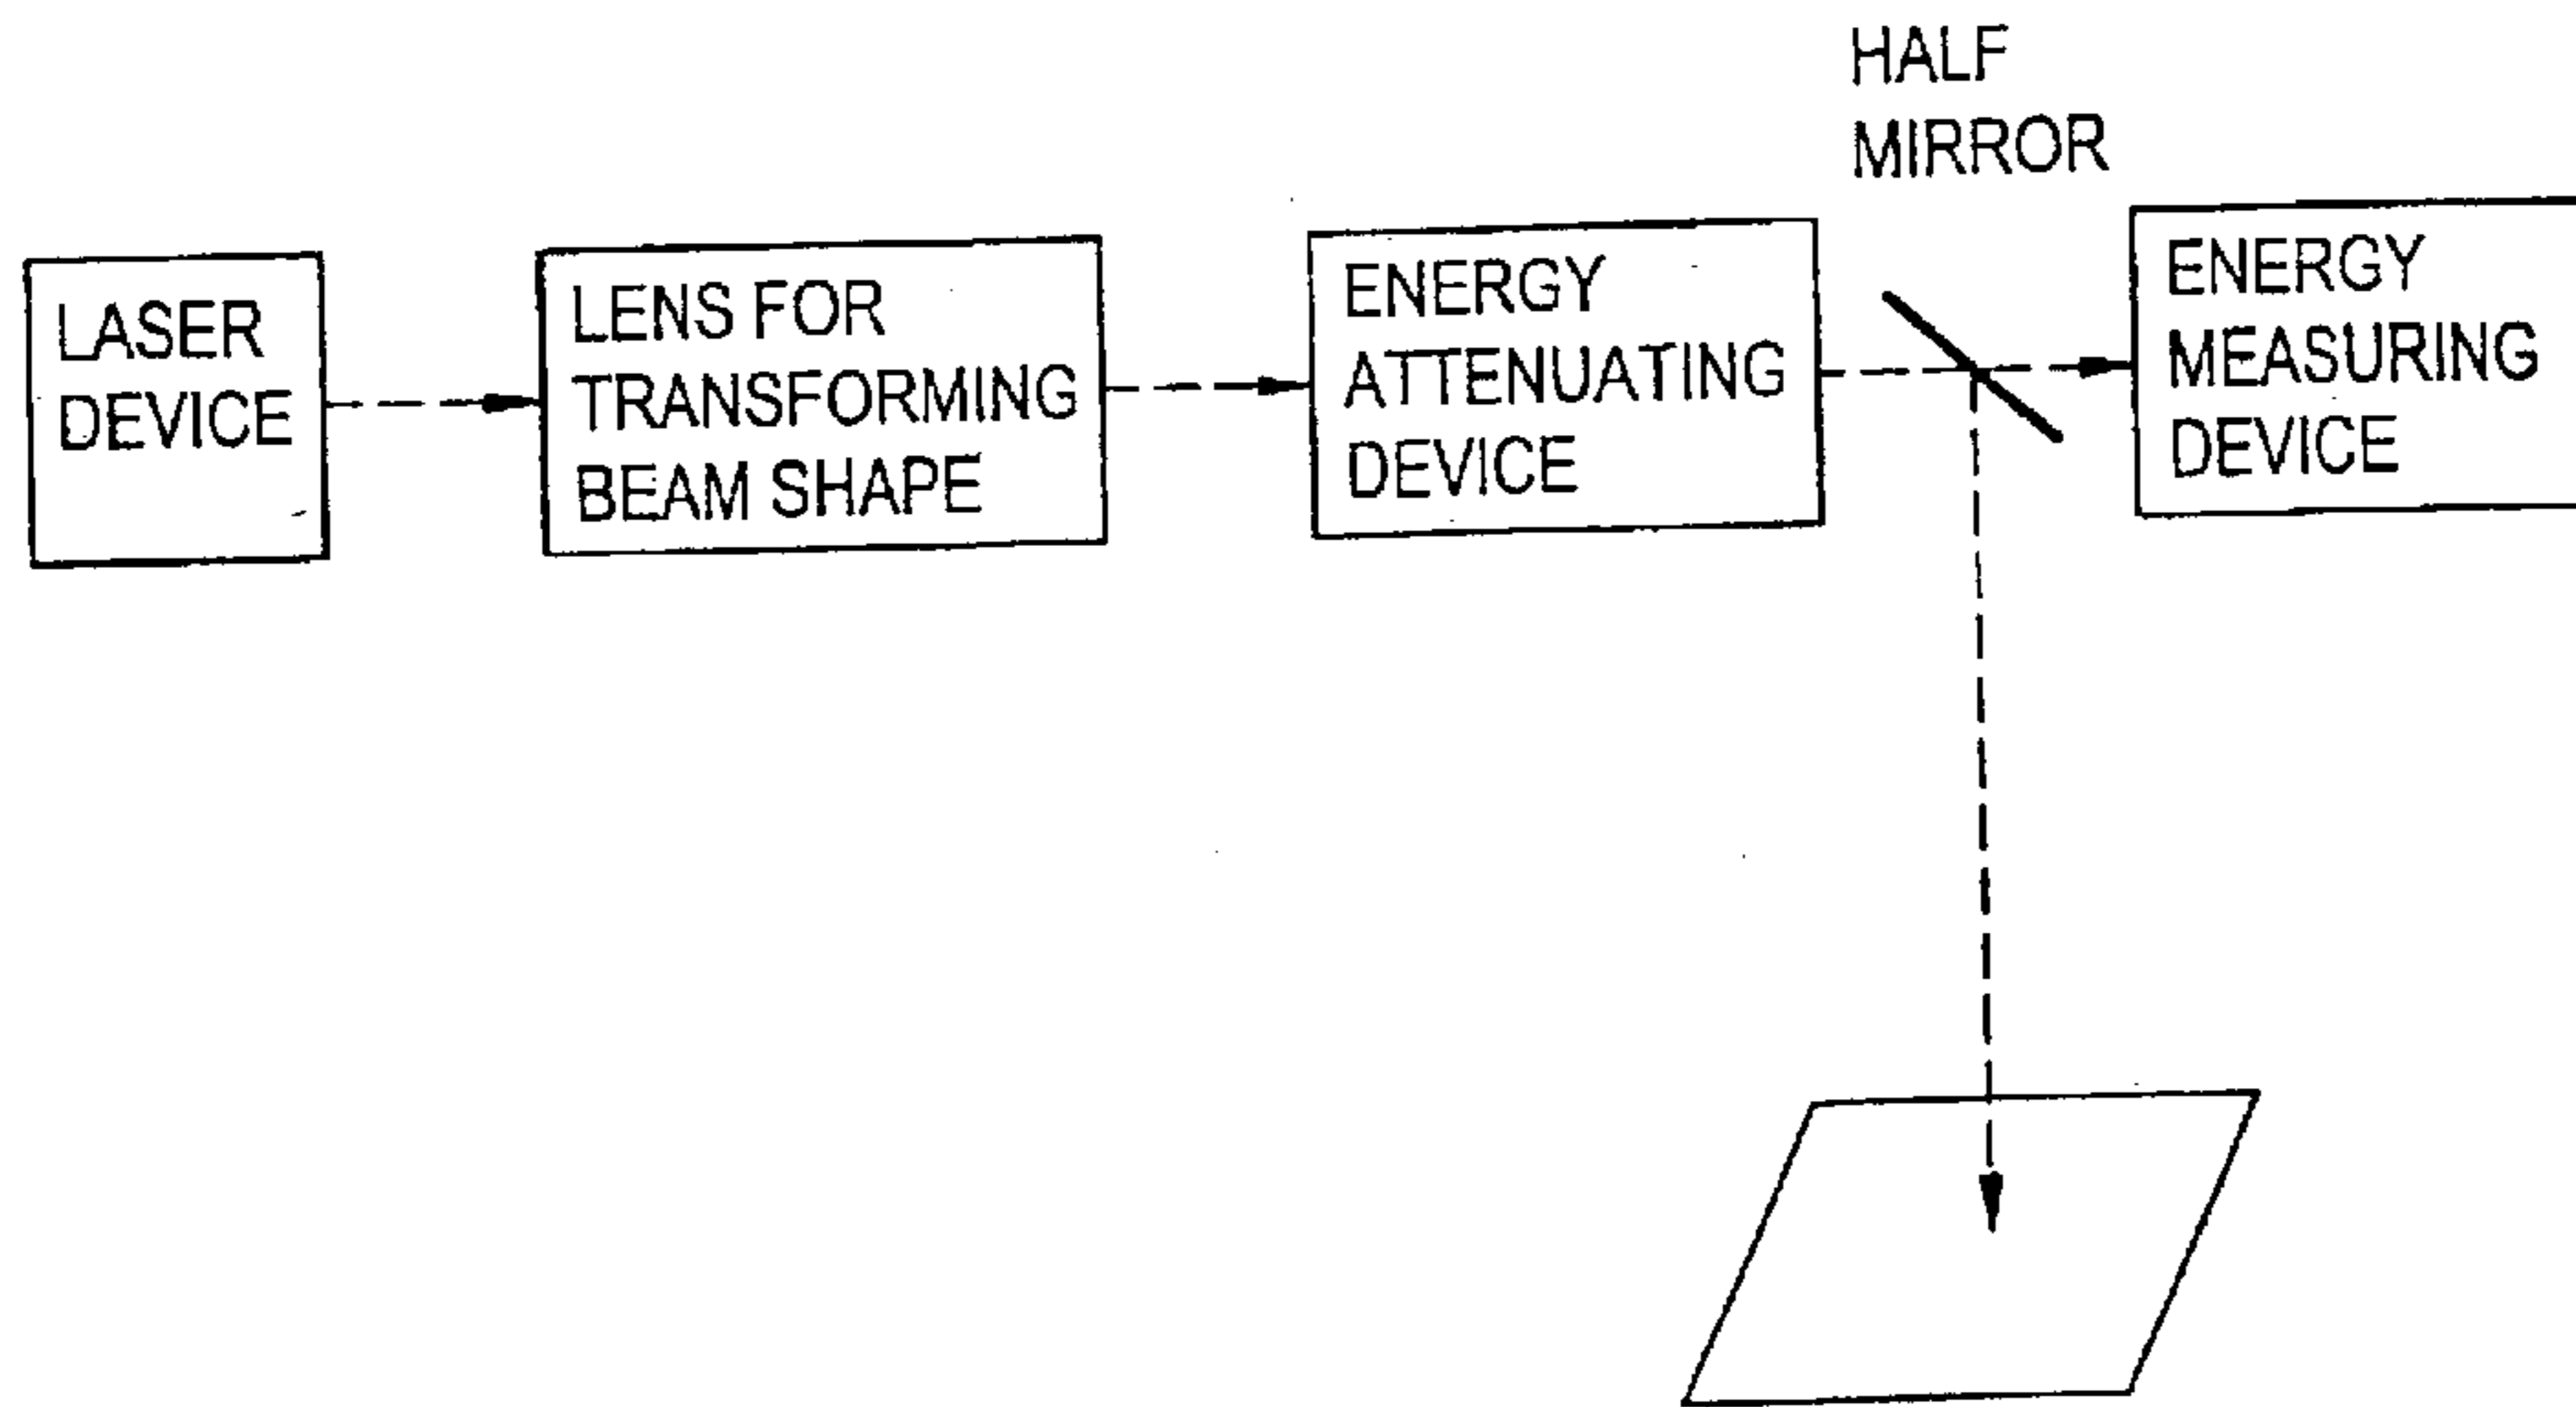 HALF
MIRROR
LASER
DEVICE
LENS FOR
TRANSFORMING
BEAM SHAPE
ENERGY
ATTENUATING
DEVICE
ENERGY
MEASURING
DEVICE